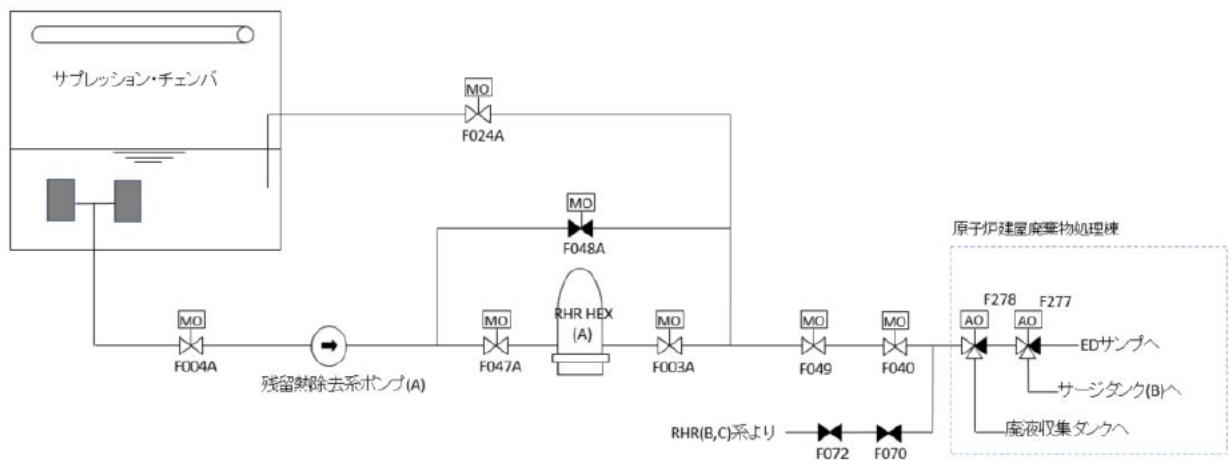 サプレッション・チェンバ
MO
F024A
MO
F048A
原子炉建屋廃棄物処理棟
MO
F004A
残留熱除去系ポンプ(A)
MO
F047A
RHR HEX
(A)
MO
F003A
MO
F049
MO
F040
AO
F278
AO
F277
EDサンプへ
サージタンク(B)へ
廃液収集タンクへ
RHR(B,C)系より
F072
F070